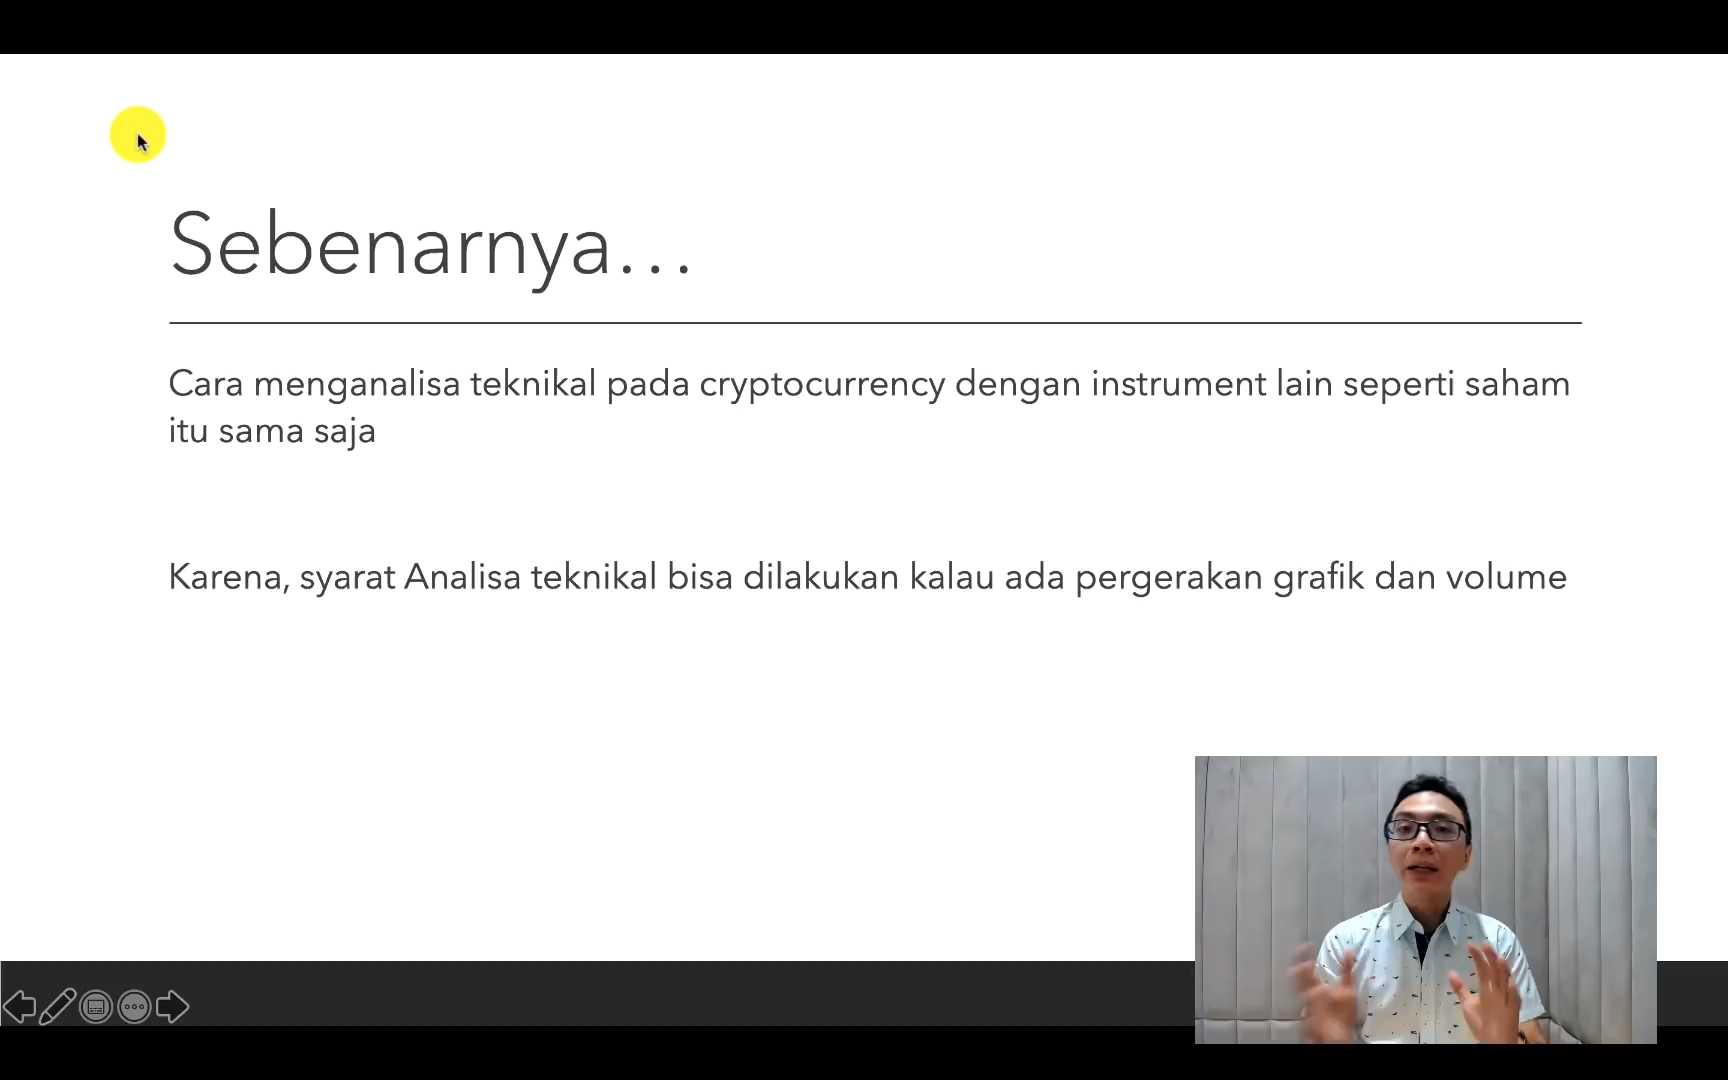 Sebenarnya...
Cara menganalisa teknikal pada cryptocurrency dengan instrument lain seperti saham
itu sama saja
Karena, syarat Analisa teknikal bisa dilakukan kalau ada pergerakan grafik dan volume